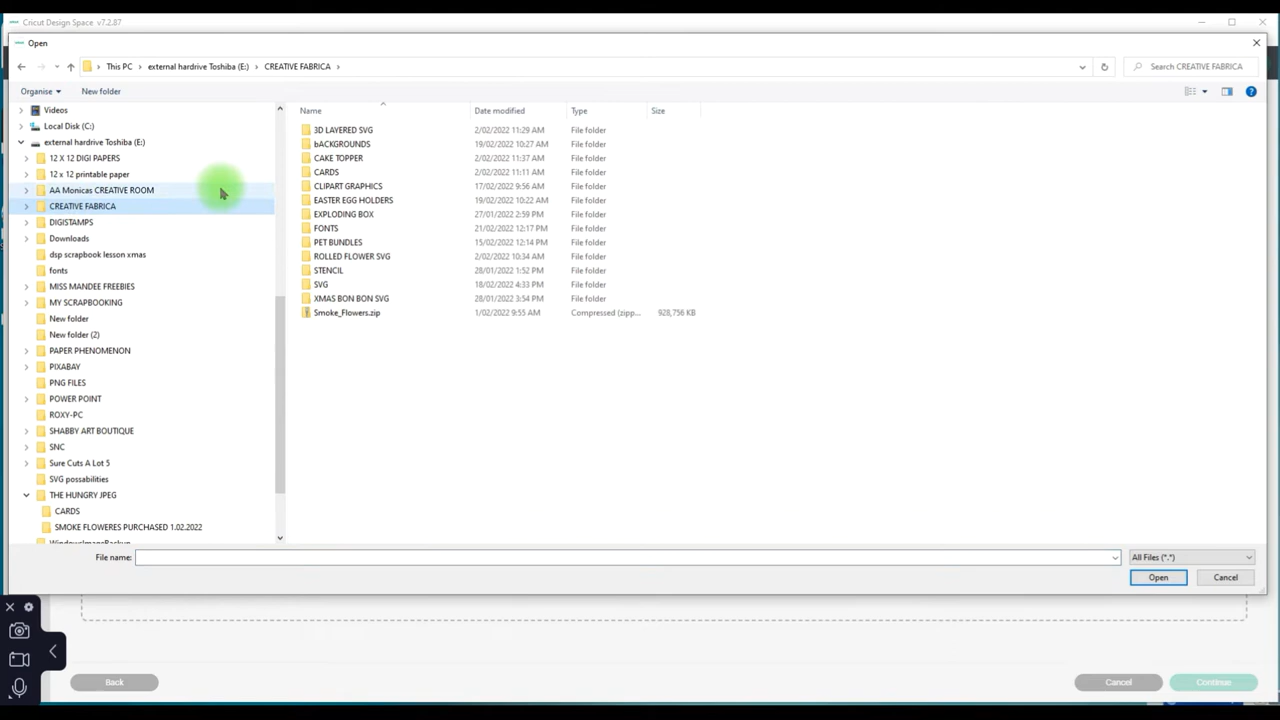 Cricut Design Space v7.2.87
Open
This PC > external hardrive Toshiba (E:) > CREATIVE FABRICA >
Search CREATIVE FABRICA
Organise
New folder
Videos
Local Disk (C:)
external hardrive Toshiba (E:)
12 X 12 DIGI PAPERS
12 x 12 printable paper
AA Monicas CREATIVE ROOM
CREATIVE FABRICA
DIGISTAMPS
Downloads
dsp scrapbook lesson xmas
fonts
MISS MANDEE FREEBIES
MY SCRAPBOOKING
New folder
New folder (2)
PAPER PHENOMENON
PIXABAY
PNG FILES
POWER POINT
ROXY-PC
SHABBY ART BOUTIQUE
SNC
Sure Cuts A Lot 5
SVG possabilities
THE HUNGRY JPEG
CARDS
SMOKE FLOWERES PURCHASED 1.02.2022
WindowsImageBackup
Name Date modified Type Size
3D LAYERED SVG 2/02/2022 11:29 AM File folder
bACKGROUNDS 19/02/2022 10:27 AM File folder
CAKE TOPPER 2/02/2022 11:37 AM File folder
CARDS 2/02/2022 11:11 AM File folder
CLIPART GRAPHICS 17/02/2022 9:56 AM File folder
EASTER EGG HOLDERS 19/02/2022 10:22 AM File folder
EXPLODING BOX 27/01/2022 2:59 PM File folder
FONTS 21/02/2022 12:17 PM File folder
PET BUNDLES 15/02/2022 12:14 PM File folder
ROLLED FLOWER SVG 2/02/2022 10:34 AM File folder
STENCIL 28/01/2022 1:52 PM File folder
SVG 18/02/2022 4:33 PM File folder
XMAS BON BON SVG 28/01/2022 3:54 PM File folder
Smoke_Flowers.zip 1/02/2022 9:55 AM Compressed (zipp... 928,756 KB
File name:
All Files (*.*)
Open
Cancel
Back
Cancel
Continue